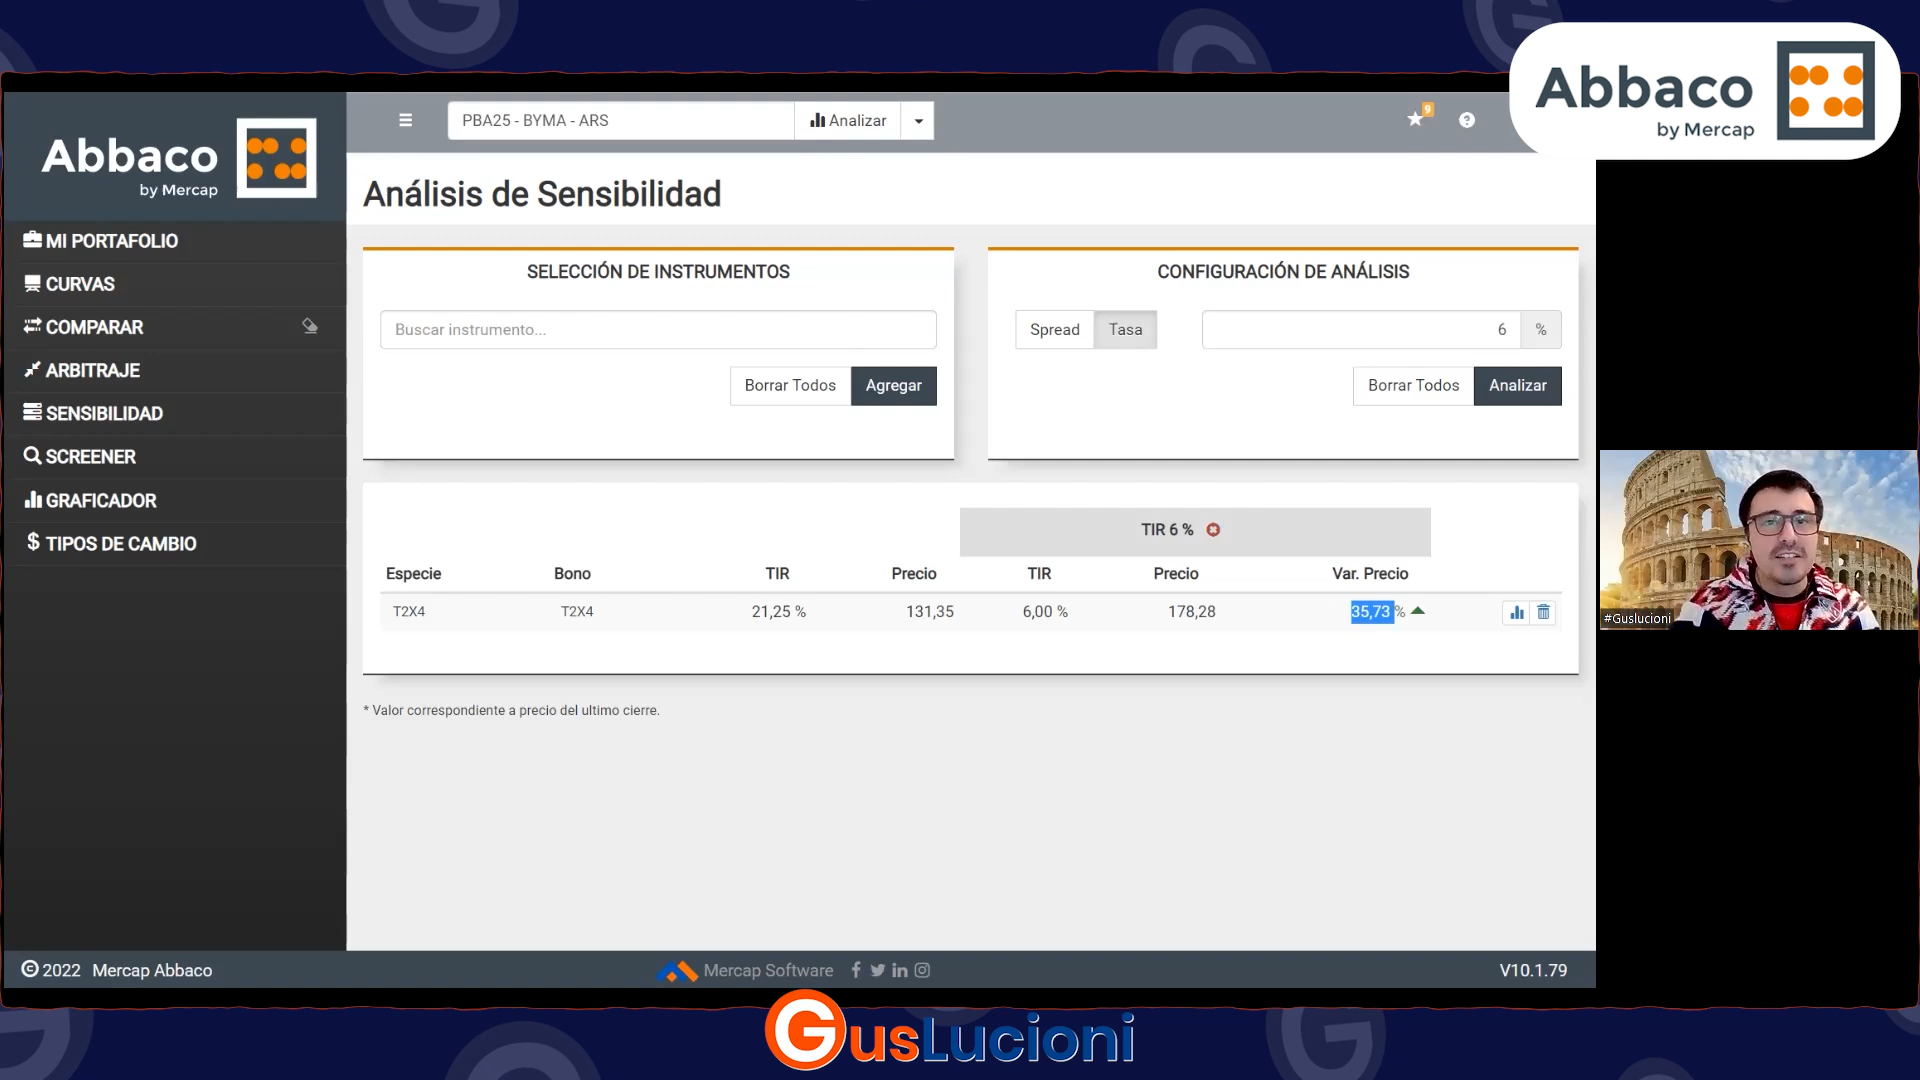 Abbaco
by Mercap
Abbaco
by Mercap
PBA25 - BYMA - ARS
Analizar
9
MI PORTAFOLIO
CURVAS
COMPARAR
ARBITRAJE
SENSIBILIDAD
SCREENER
GRAFICADOR
$ TIPOS DE CAMBIO
Análisis de Sensibilidad
SELECCIÓN DE INSTRUMENTOS
Buscar instrumento...
Borrar Todos
Agregar
CONFIGURACIÓN DE ANÁLISIS
Spread
Tasa
6
%
Borrar Todos
Analizar
TIR 6 %
Especie Bono TIR Precio TIR Precio Var. Precio
T2X4 T2X4 21,25 % 131,35 6,00 % 178,28 35,73 %
* Valor correspondiente a precio del ultimo cierre.
#Guslucioni
© 2022 Mercap Abbaco
Mercap Software
V10.1.79
GusLucioni